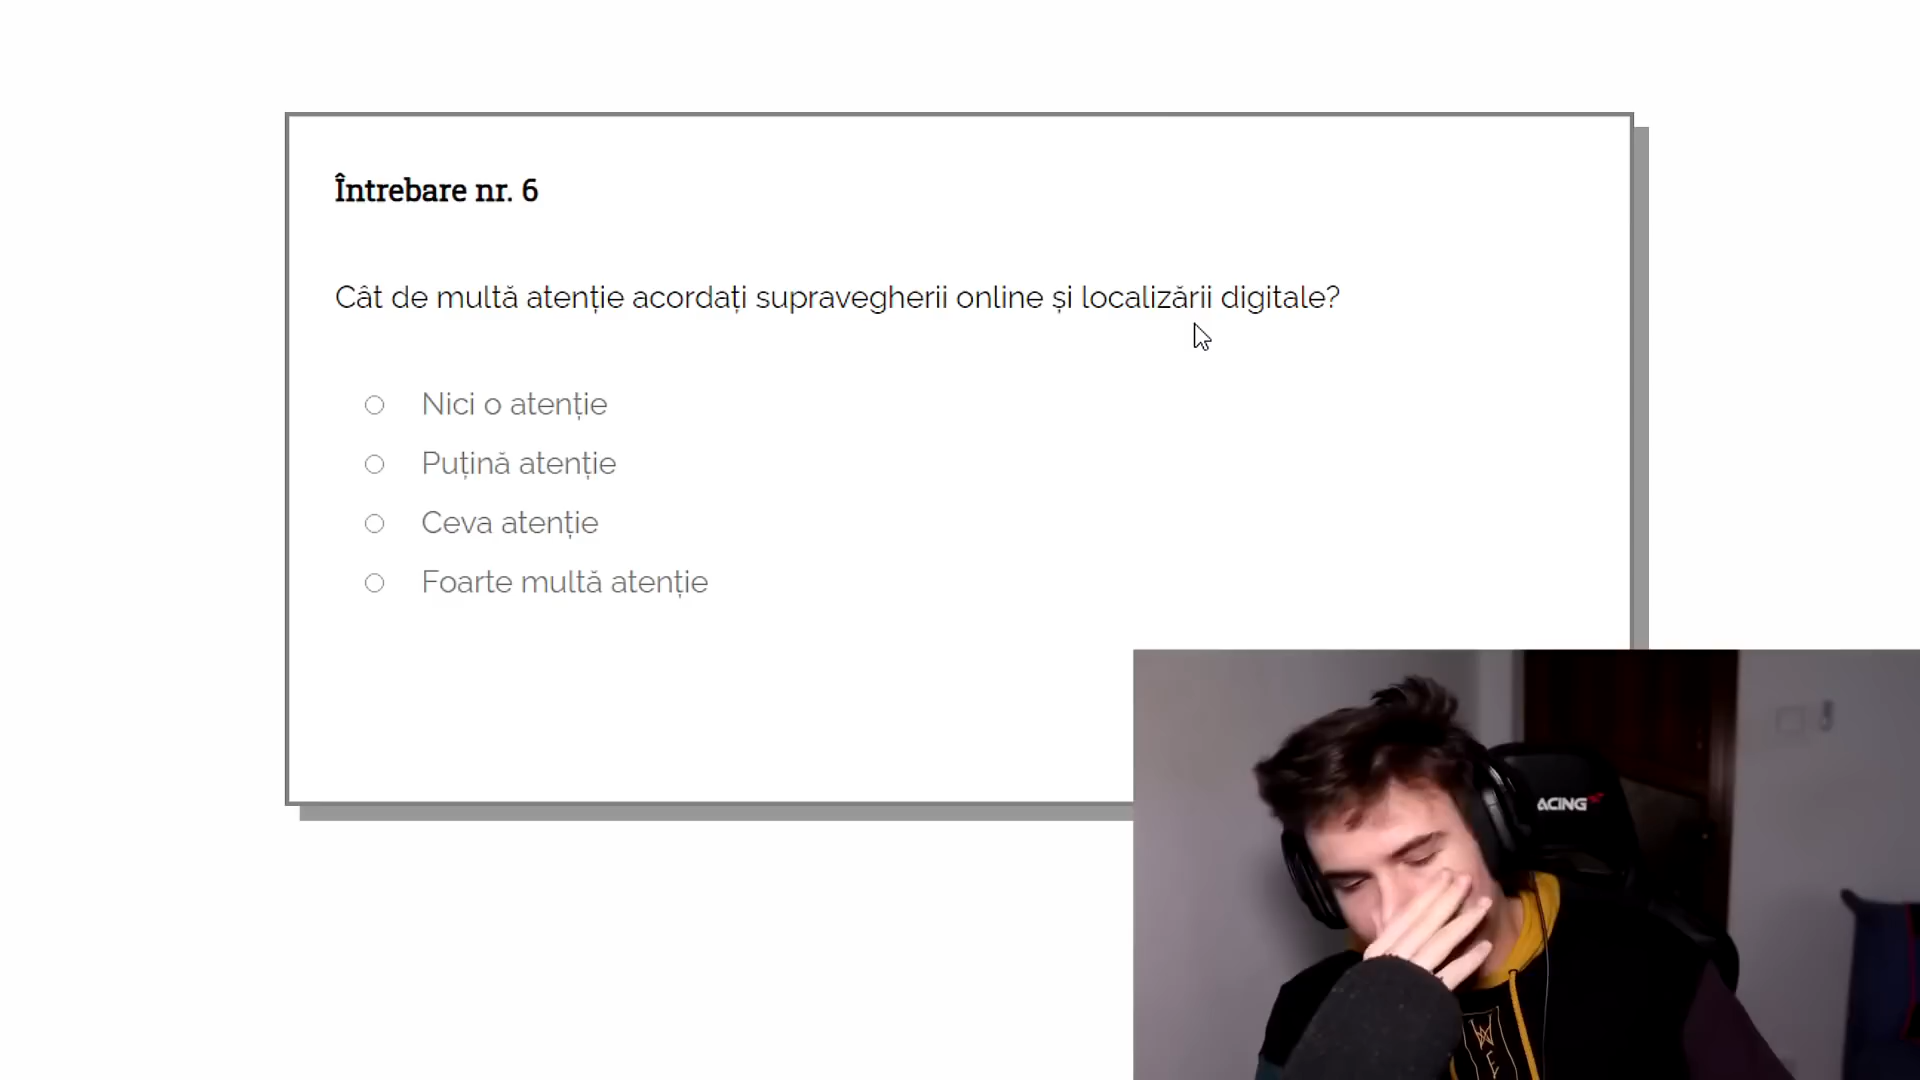 Întrebare nr. 6
Cât de multă atenție acordați supravegherii online și localizării digitale?
Nici o atenție
Puțină atenție
Ceva atenție
Foarte multă atenție
ACING